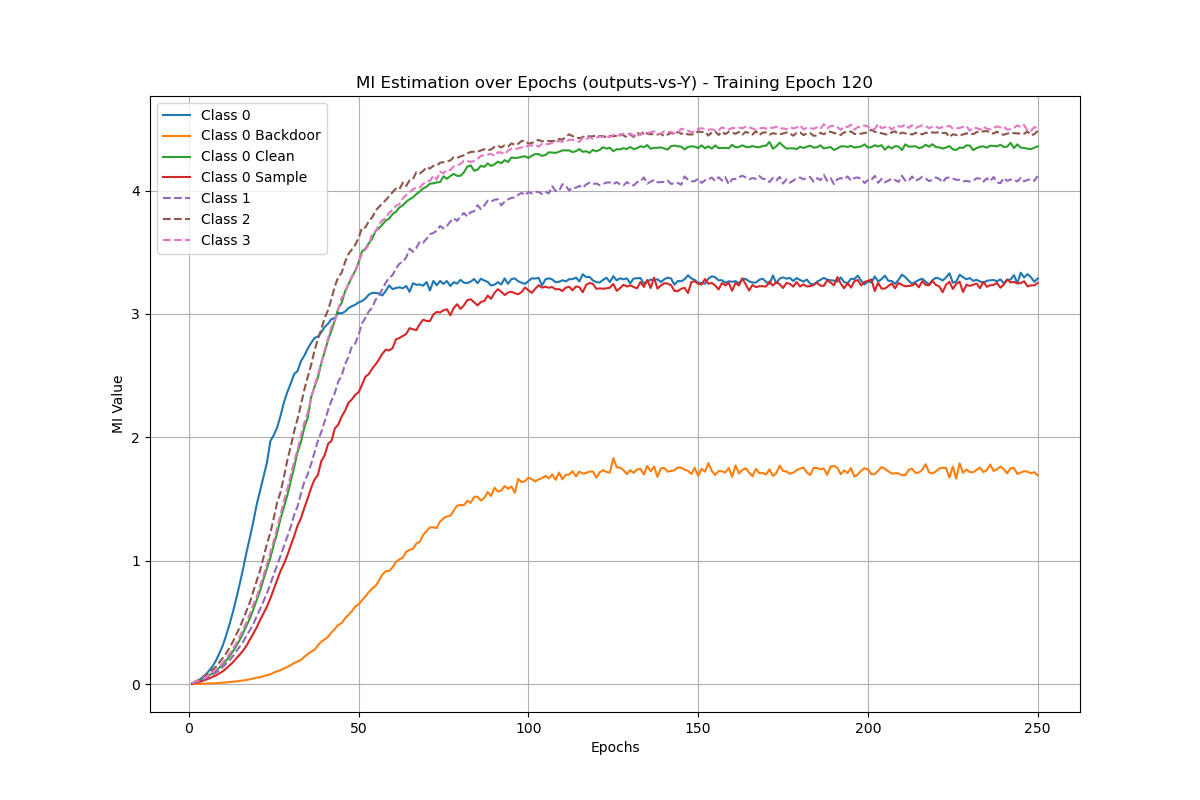 MI Estimation over Epochs (outputs-vs-Y) - Training Epoch 120
Class 0
Class 0 Backdoor
Class 0 Clean
Class 0 Sample
Class 1
Class 2
Class 3
MI Value
4
3
2
1
0
0 50 100 150 200 250
Epochs